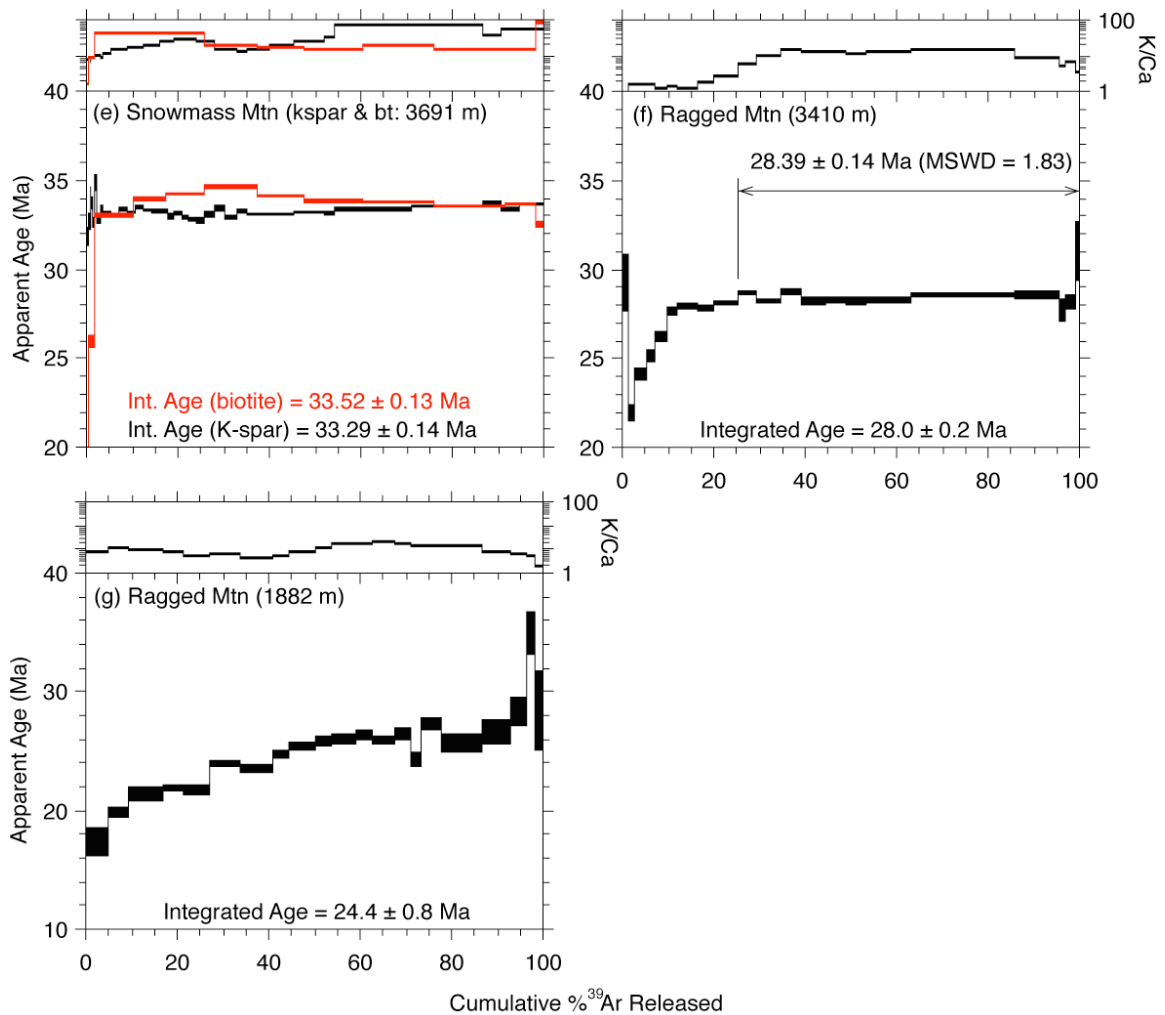 100
K/Ca
1
40
(e) Snowmass Mtn (kspar & bt: 3691 m)
(f) Ragged Mtn (3410 m)
28.39 ± 0.14 Ma (MSWD = 1.83)
35
30
25
20
Apparent Age (Ma)
Int. Age (biotite) = 33.52 ± 0.13 Ma
Int. Age (K-spar) = 33.29 ± 0.14 Ma
40
35
30
25
20
Integrated Age = 28.0 ± 0.2 Ma
0 20 40 60 80 100
100
K/Ca
1
40
(g) Ragged Mtn (1882 m)
30
20
10
Apparent Age (Ma)
Integrated Age = 24.4 ± 0.8 Ma
0 20 40 60 80 100
Cumulative %³⁹Ar Released